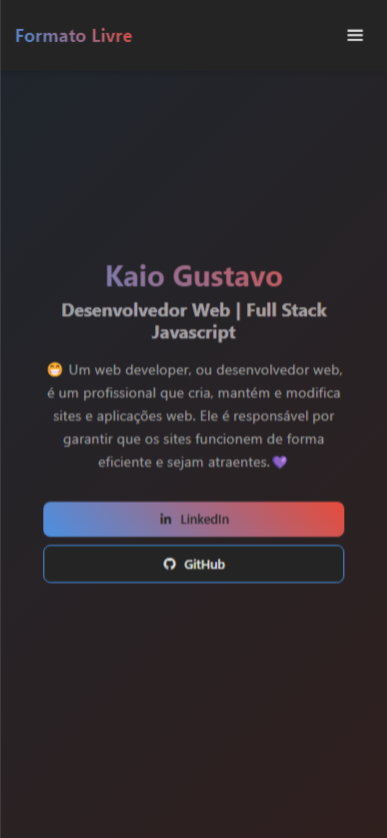 Formato Livre
Kaio Gustavo
Desenvolvedor Web | Full Stack
Javascript
😷 Um web developer, ou desenvolvedor web,
é um profissional que cria, mantém e modifica
sites e aplicações web. Ele é responsável por
garantir que os sites funcionem de forma
eficiente e sejam atraentes. 💜
in LinkedIn
GitHub